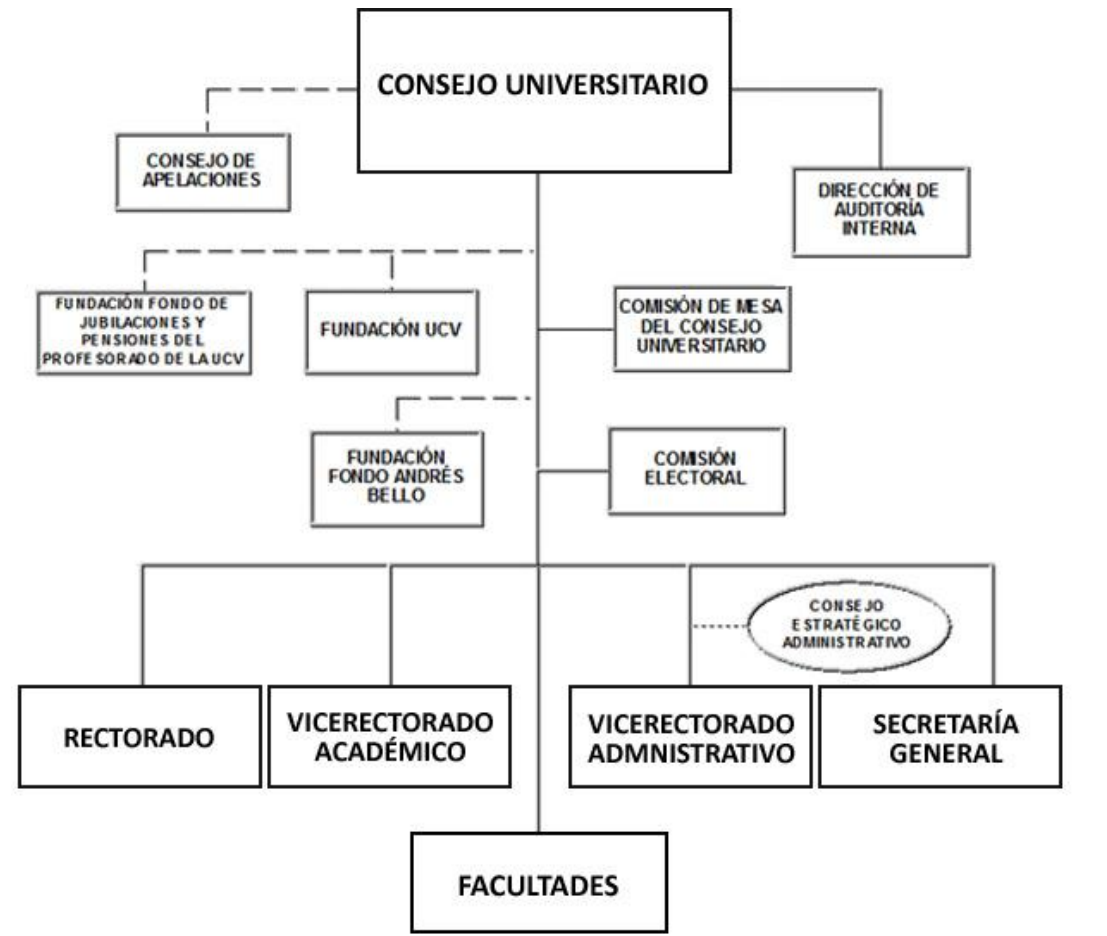 CONSEJO UNIVERSITARIO
CONSEJO DE
APELACIONES
DIRECCIÓN DE
AUDITORÍA
INTERNA
FUNDACIÓN FONDO DE
JUBILACIONES Y
PENSIONES DEL
PROFESORADO DE LA UCV
FUNDACIÓN UCV
COMISIÓN DE MESA
DEL CONSEJO
UNIVERSITARIO
FUNDACIÓN
FONDO ANDRÉS
BELLO
COMISIÓN
ELECTORAL
CONSEJO
ESTRATÉGICO
ADMINISTRATIVO
RECTORADO
VICERECTORADO
ACADÉMICO
VICERECTORADO
ADMNISTRATIVO
SECRETARÍA
GENERAL
FACULTADES